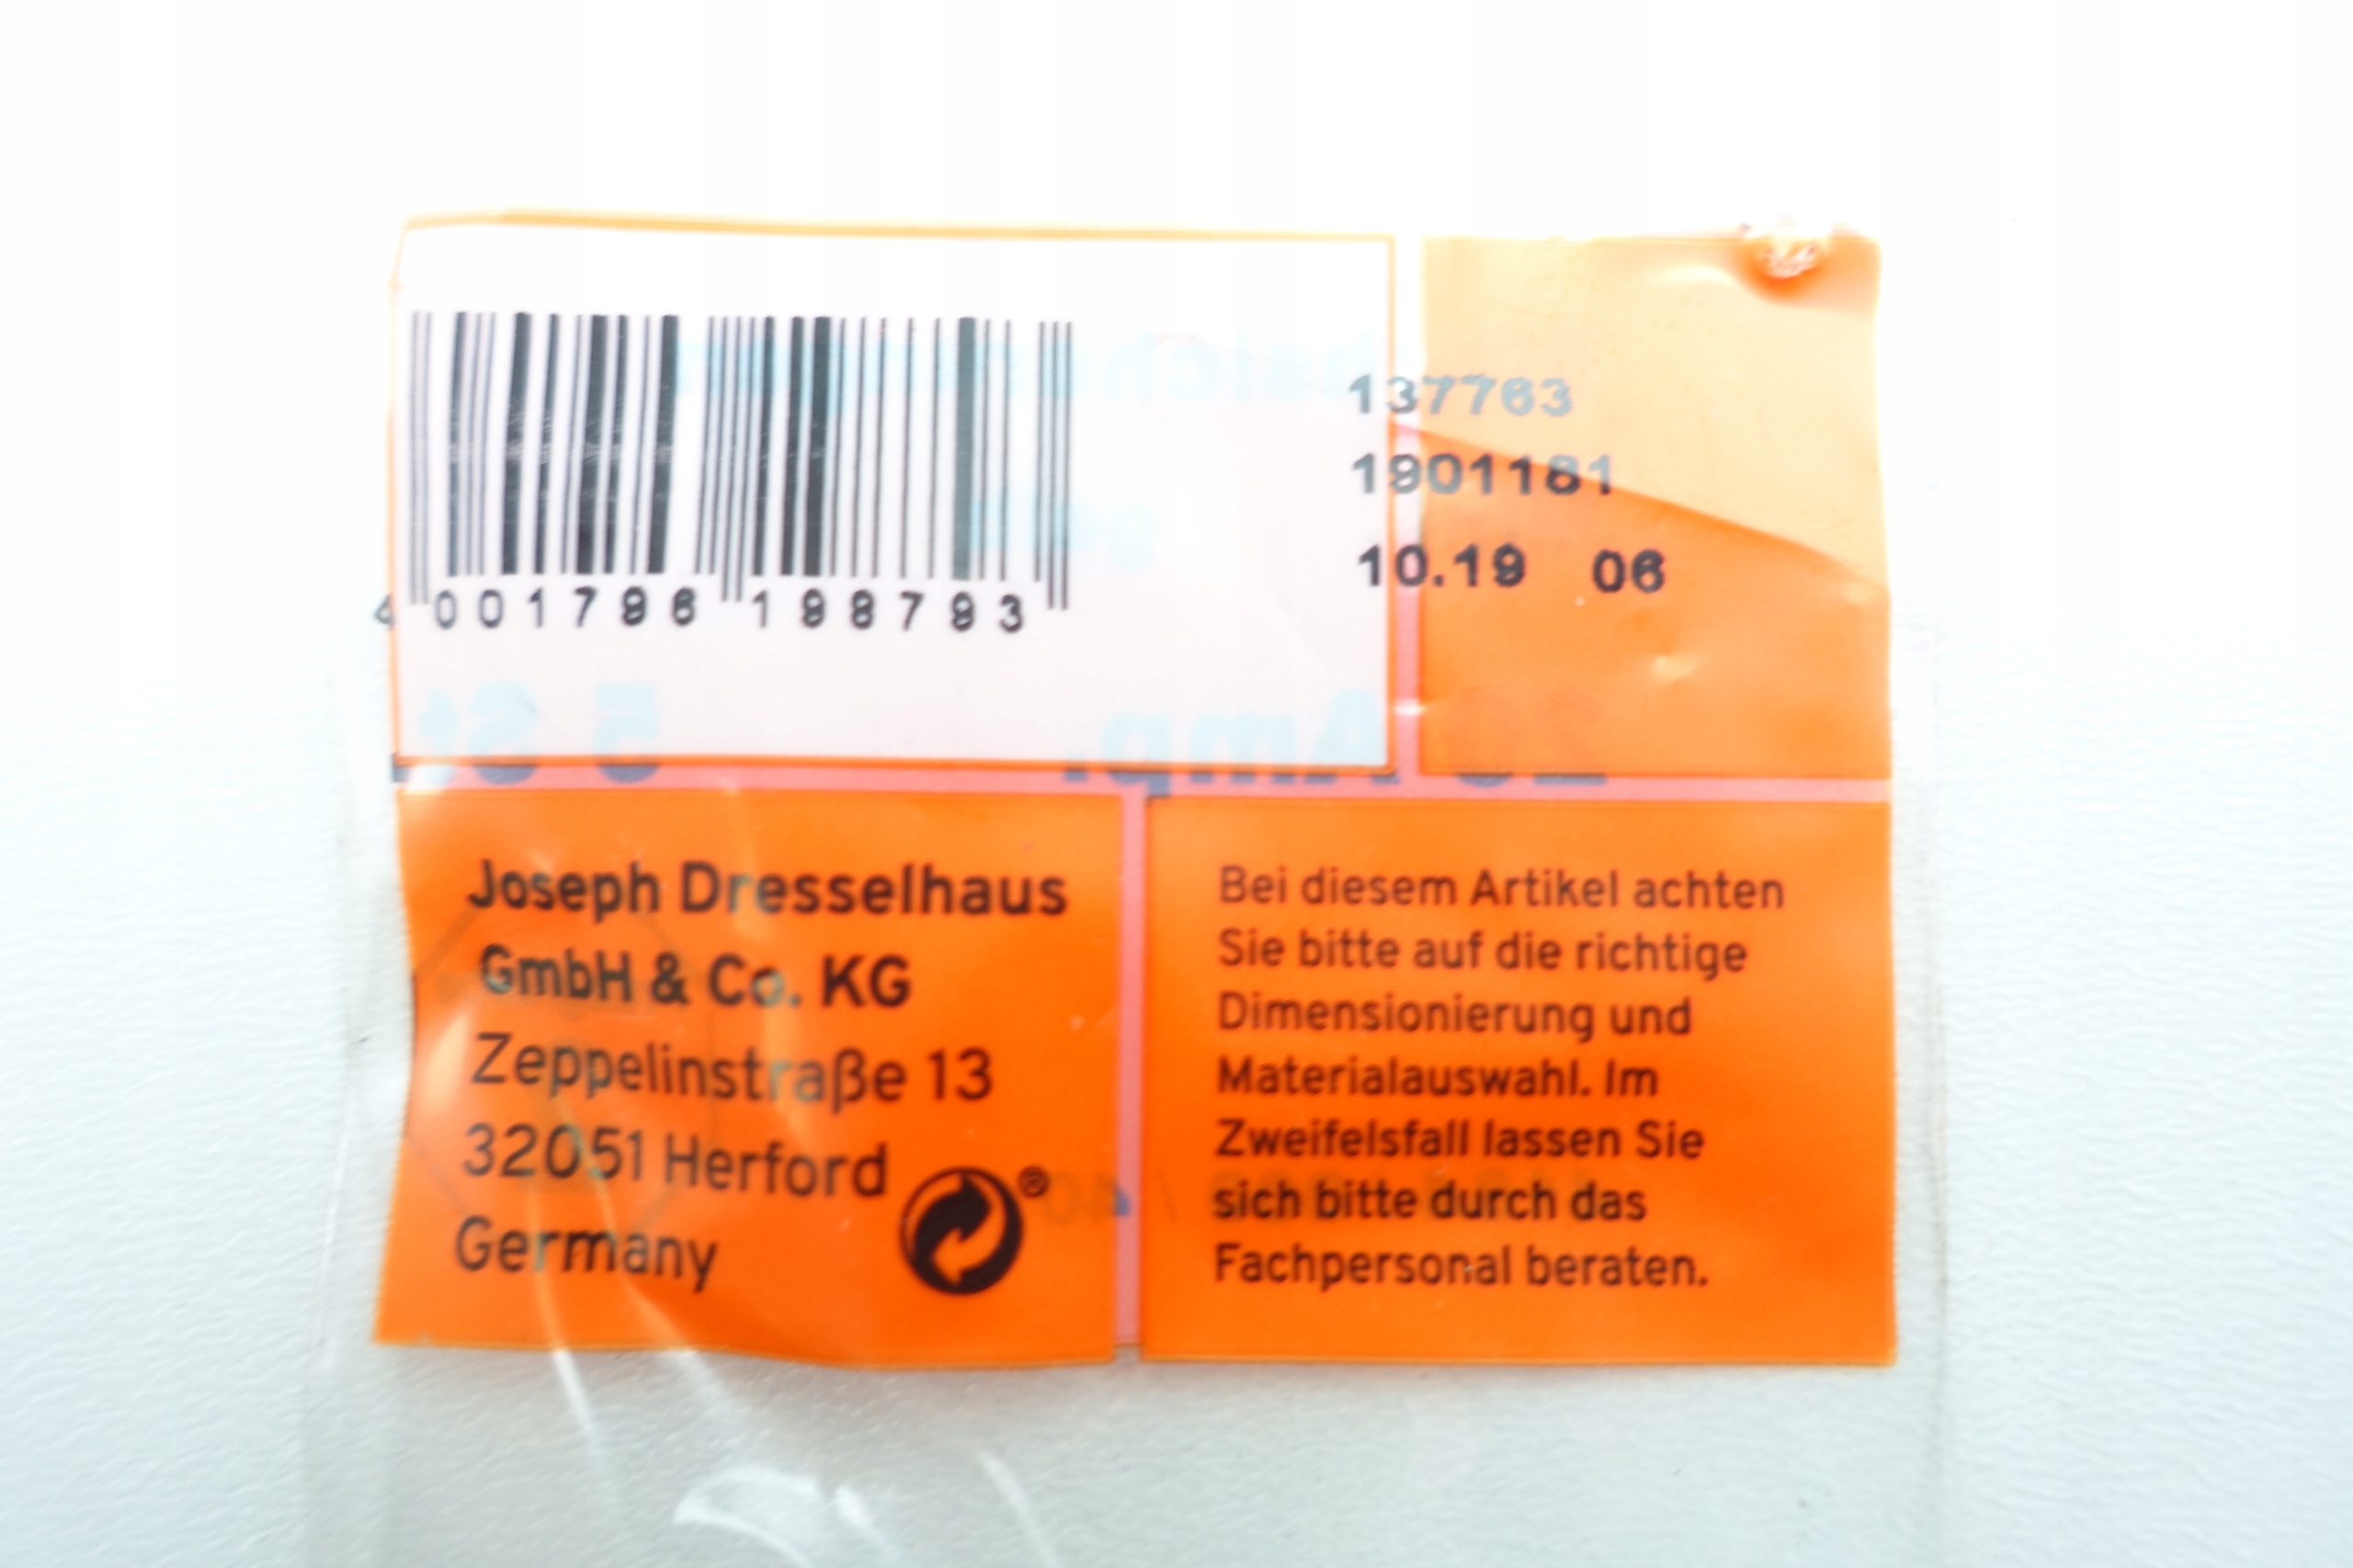 137763
1901181
10.19 06
4 001796 198793
Joseph Dresselhaus
GmbH & Co. KG
Zeppelinstraße 13
32051 Herford
Germany
®
Bei diesem Artikel achten
Sie bitte auf die richtige
Dimensionierung und
Materialauswahl. Im
Zweifelsfall lassen Sie
sich bitte durch das
Fachpersonal beraten.